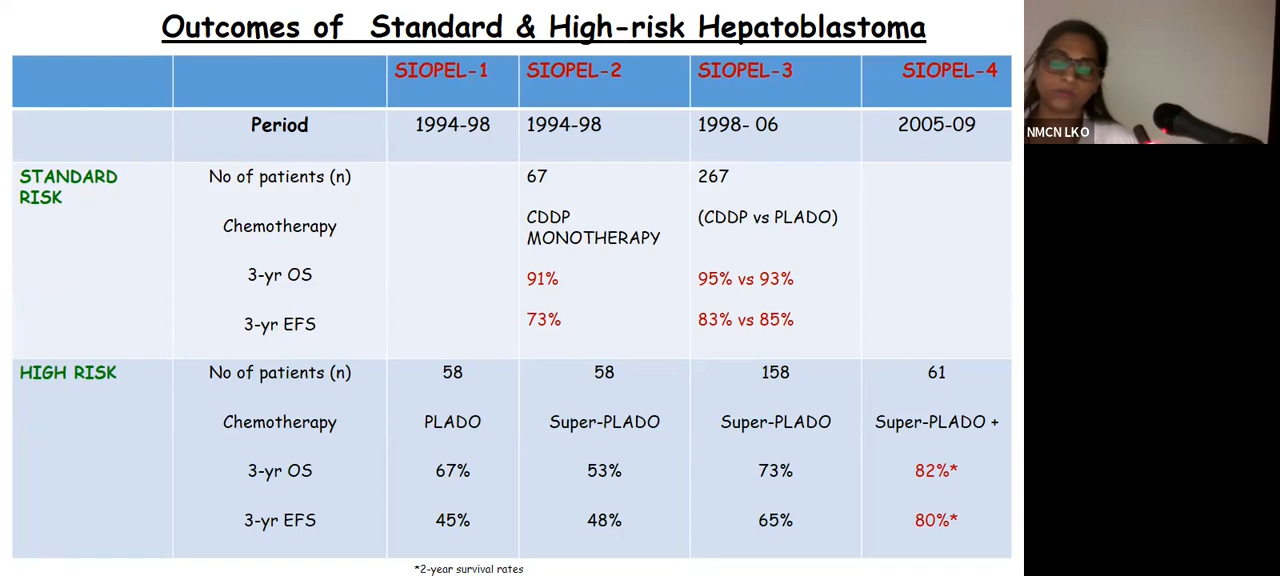 Outcomes of Standard & High-risk Hepatoblastoma
SIOPEL-1 SIOPEL-2 SIOPEL-3 SIOPEL-4
Period 1994-98 1994-98 1998- 06 2005-09
STANDARD RISK
No of patients (n) 67 267
Chemotherapy CDDP MONOTHERAPY (CDDP vs PLADO)
3-yr OS 91% 95% vs 93%
3-yr EFS 73% 83% vs 85%
HIGH RISK No of patients (n) 58 58 158 61
Chemotherapy PLADO Super-PLADO Super-PLADO Super-PLADO +
3-yr OS 67% 53% 73% 82%*
3-yr EFS 45% 48% 65% 80%*
*2-year survival rates
NMCN LKO